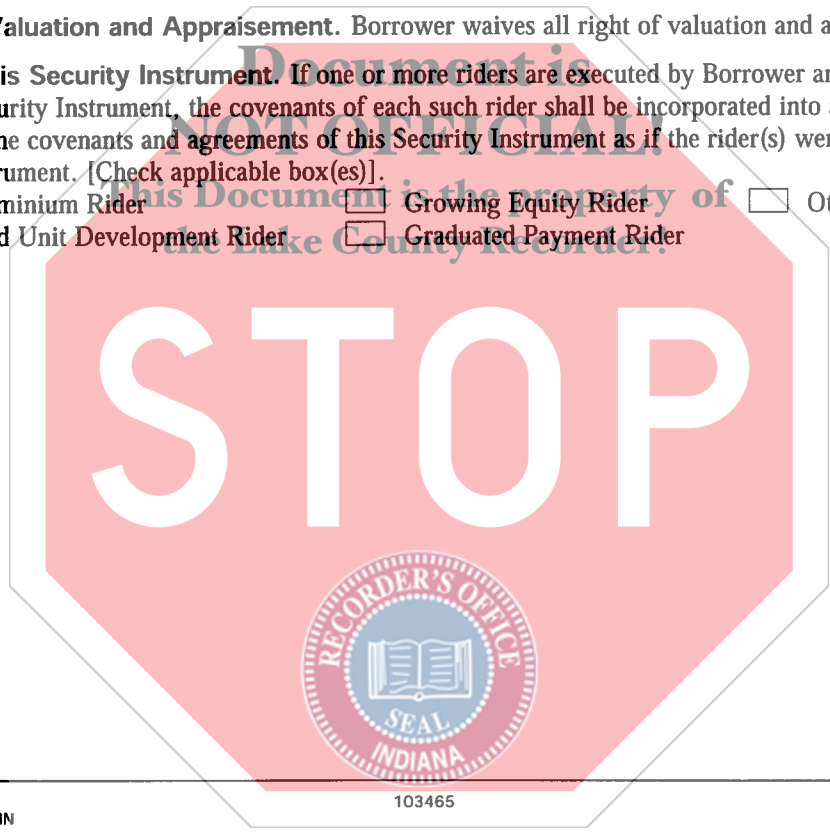 Valuation and Appraisement. Borrower waives all right of valuation and a
Document is
is Security Instrument. If one or more riders are executed by Borrower an
urity Instrument, the covenants of each such rider shall be incorporated into
NOT OFFICIAL!
he covenants and agreements of this Security Instrument as if the rider(s) wer
rument. [Check applicable box(es)].
This Document is the property of
minium Rider Growing Equity Rider Ot
the Lake County Recorder!
d Unit Development Rider Graduated Payment Rider
STOP
RECORDER'S OFFICE
SEAL
INDIANA
103465
IN